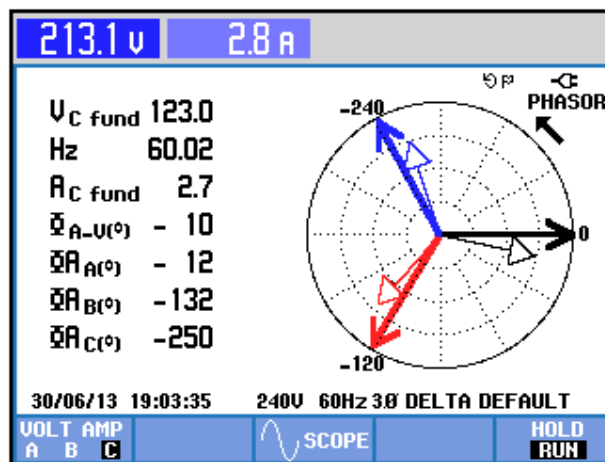 213.1 V 2.8 A
PHASOR
V C fund 123.0
Hz 60.02
A C fund 2.7
Φ A-V(°) - 10
ΦA A(°) - 12
ΦA B(°) -132
ΦA C(°) -250
-240
0
-120
30/06/13 19:03:35 240V 60Hz 3Ø DELTA DEFAULT
VOLT AMP
A B C
SCOPE
HOLD
RUN